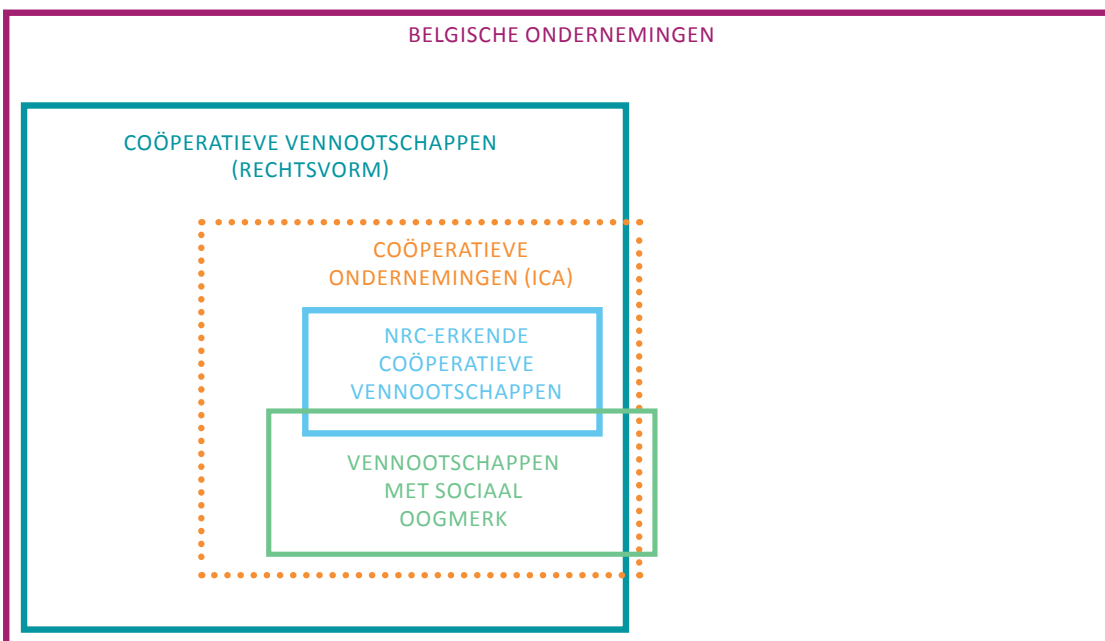 BELGISCHE ONDERNEMINGEN
COÖPERATIEVE VENNOOTSCHAPPEN
(RECHTSVORM)
COÖPERATIEVE
ONDERNEMINGEN (ICA)
NRC-ERKENDE
COÖPERATIEVE
VENNOOTSCHAPPEN
VENNOOTSCHAPPEN
MET SOCIAAL
OOGMERK